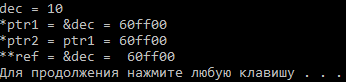 dec = 10
*ptr1 = &dec = 60ff00
*ptr2 = ptr1 = 60ff00
**ref = &dec =  60ff00
Для продолжения нажмите любую клавишу . . .